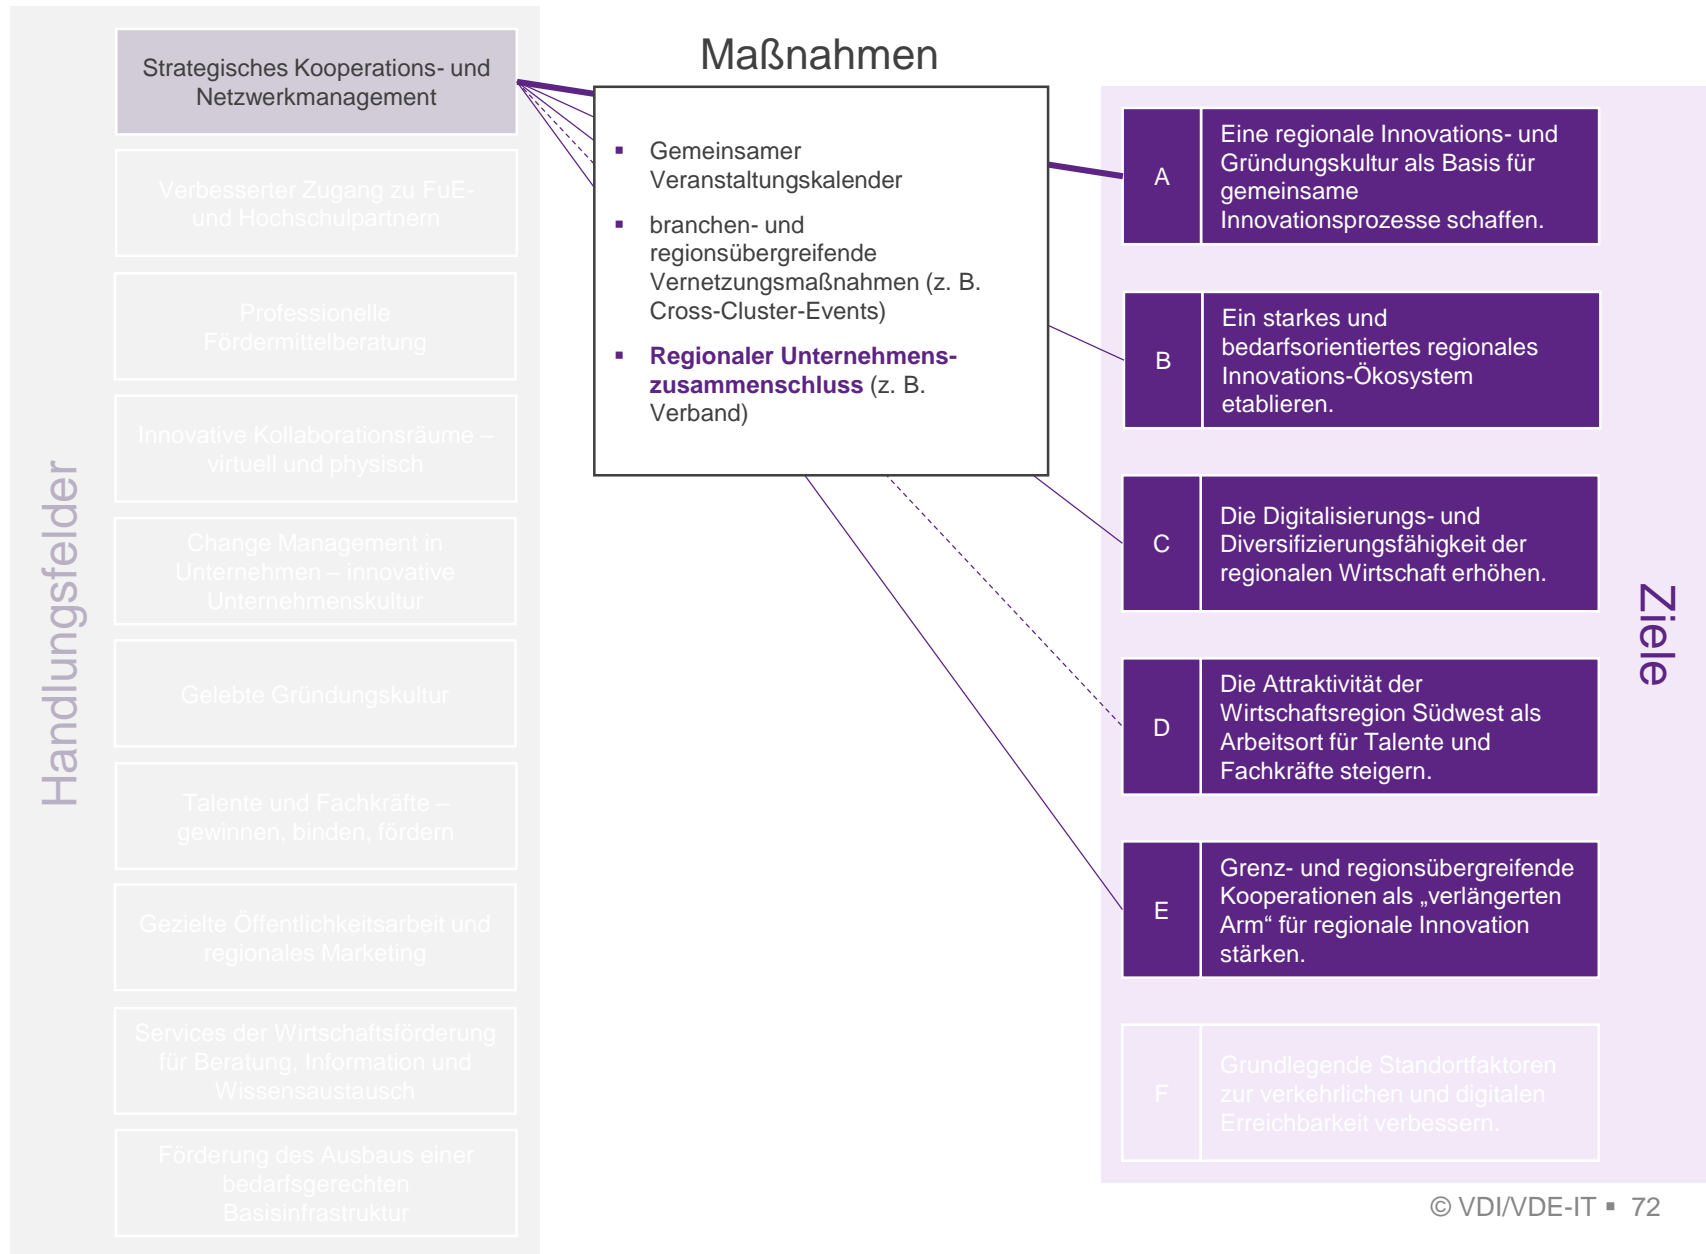 Handlungsfelder
Strategisches Kooperations- und
Netzwerkmanagement
Verbesserter Zugang zu FuE-
und Hochschulpartnern
Professionelle
Fördermittelberatung
Innovative Kollaborationsräume –
virtuell und physisch
Change Management in
Unternehmen – innovative
Unternehmenskultur
Gelebte Gründungskultur
Talente und Fachkräfte –
gewinnen, binden, fördern
Gezielte Öffentlichkeitsarbeit und
regionales Marketing
Services der Wirtschaftsförderung
für Beratung, Information und
Wissensaustausch
Förderung des Ausbaus einer
bedarfsgerechten
Basisinfrastruktur
Maßnahmen
▪ Gemeinsamer
Veranstaltungskalender
▪ branchen- und
regionsübergreifende
Vernetzungsmaßnahmen (z. B.
Cross-Cluster-Events)
▪ Regionaler Unternehmens-
zusammenschluss (z. B.
Verband)
Ziele
A
Eine regionale Innovations- und
Gründungskultur als Basis für
gemeinsame
Innovationsprozesse schaffen.
B
Ein starkes und
bedarfsorientiertes regionales
Innovations-Ökosystem
etablieren.
C
Die Digitalisierungs- und
Diversifizierungsfähigkeit der
regionalen Wirtschaft erhöhen.
D
Die Attraktivität der
Wirtschaftsregion Südwest als
Arbeitsort für Talente und
Fachkräfte steigern.
E
Grenz- und regionsübergreifende
Kooperationen als „verlängerten
Arm“ für regionale Innovation
stärken.
F
Grundlegende Standortfaktoren
zur verkehrlichen und digitalen
Erreichbarkeit verbessern.
© VDI/VDE-IT ▪ 72